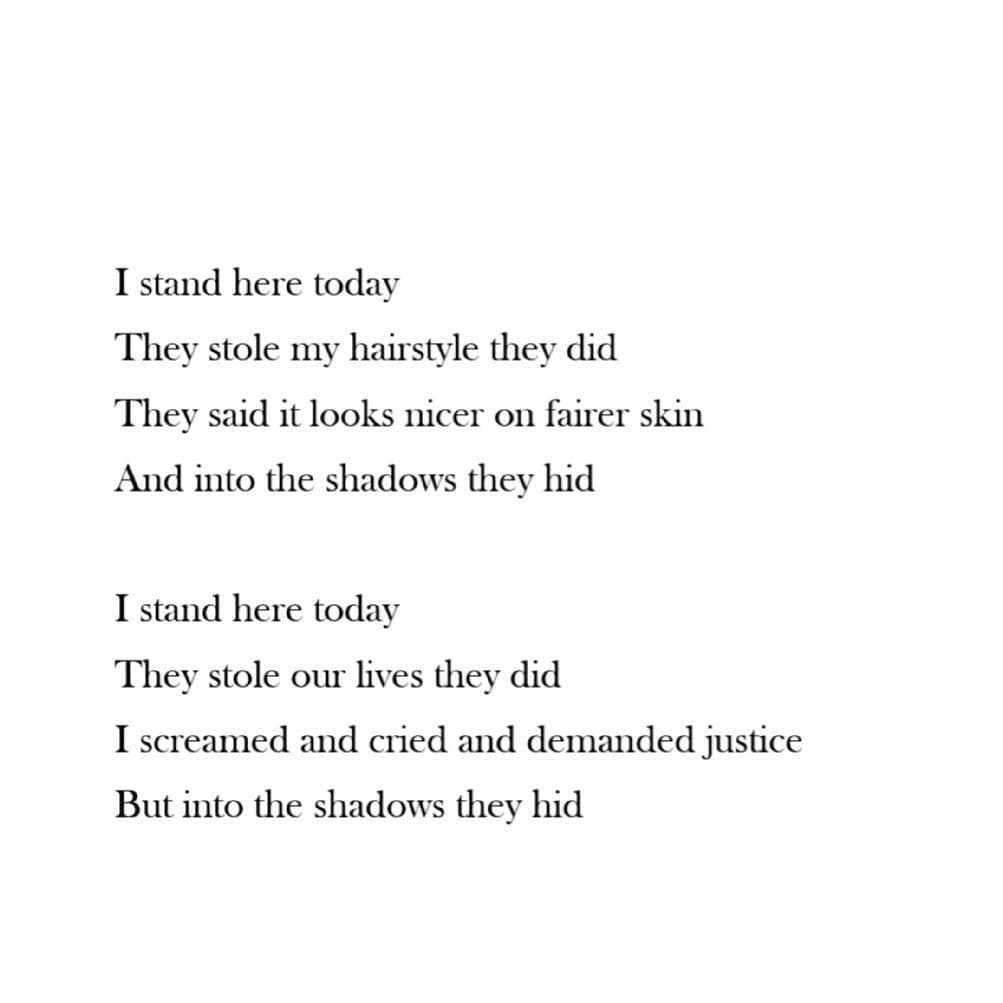 I stand here today
They stole my hairstyle they did
They said it looks nicer on fairer skin
And into the shadows they hid
I stand here today
They stole our lives they did
I screamed and cried and demanded justice
But into the shadows they hid